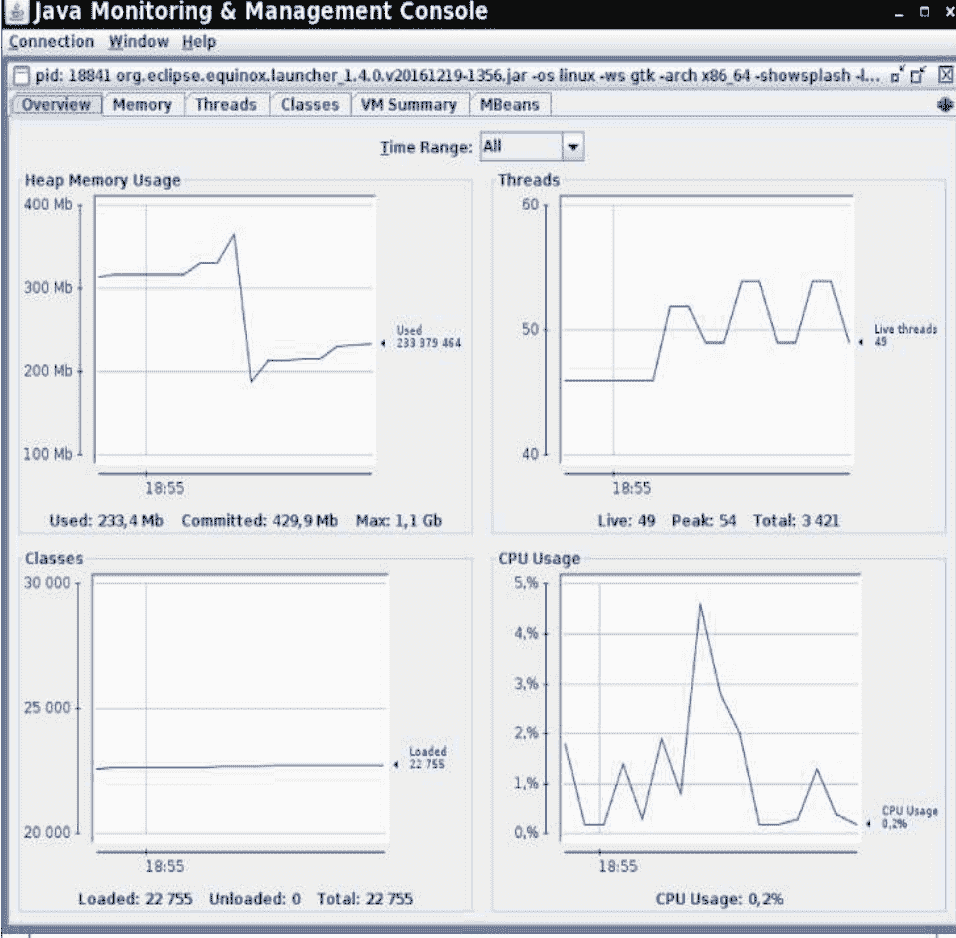 Java Monitoring & Management Console
Connection Window Help
pid: 18841 org.eclipse.equinox.launcher_1.4.0.v20161219-1356.jar -os linux -ws gtk -arch x86_64 -showsplash -l...
Overview Memory Threads Classes VM Summary MBeans
Time Range: All
Heap Memory Usage
400 Mb
300 Mb
200 Mb
100 Mb
18:55
Used
233 379 464
Used: 233,4 Mb Committed: 429,9 Mb Max: 1,1 Gb
Threads
60
50
40
18:55
Live threads
49
Live: 49 Peak: 54 Total: 3 421
Classes
30 000
25 000
20 000
18:55
Loaded
22 755
Loaded: 22 755 Unloaded: 0 Total: 22 755
CPU Usage
5,%
4,%
3,%
2,%
1,%
0,%
18:55
CPU Usage
0,2%
CPU Usage: 0,2%